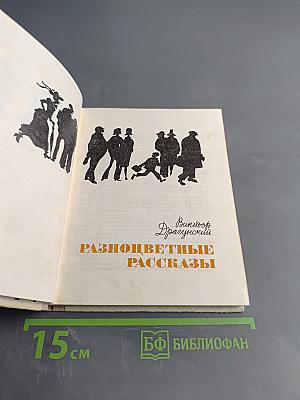 Виктор
Драгунский
РАЗНОЦВЕТНЫЕ
РАССКАЗЫ
15 см
БФ БИБЛИОФАН